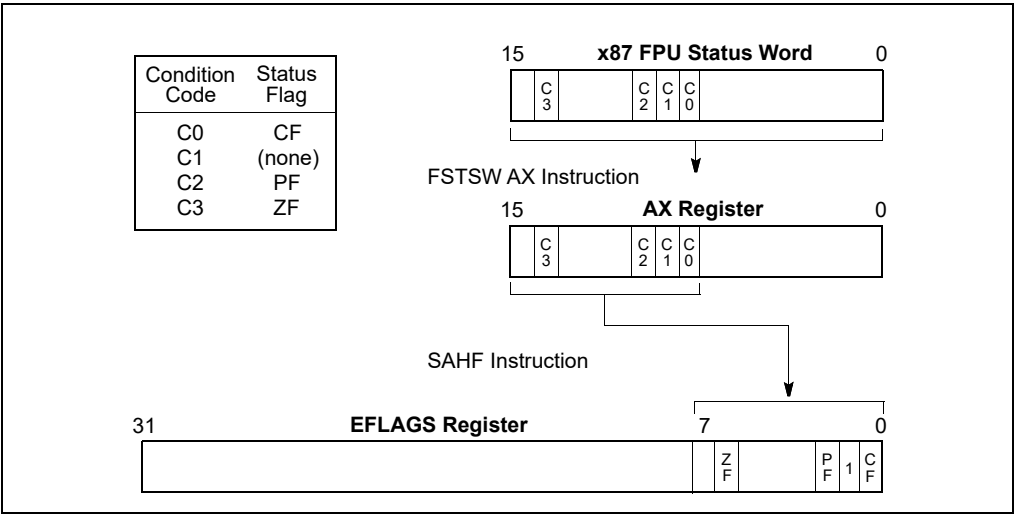 Condition Code Status Flag
C0 CF
C1 (none)
C2 PF
C3 ZF
15 x87 FPU Status Word 0
C3 C2 C1 C0
FSTSW AX Instruction
15 AX Register 0
C3 C2 C1 C0
SAHF Instruction
31 EFLAGS Register 7 0
ZF PF 1 CF